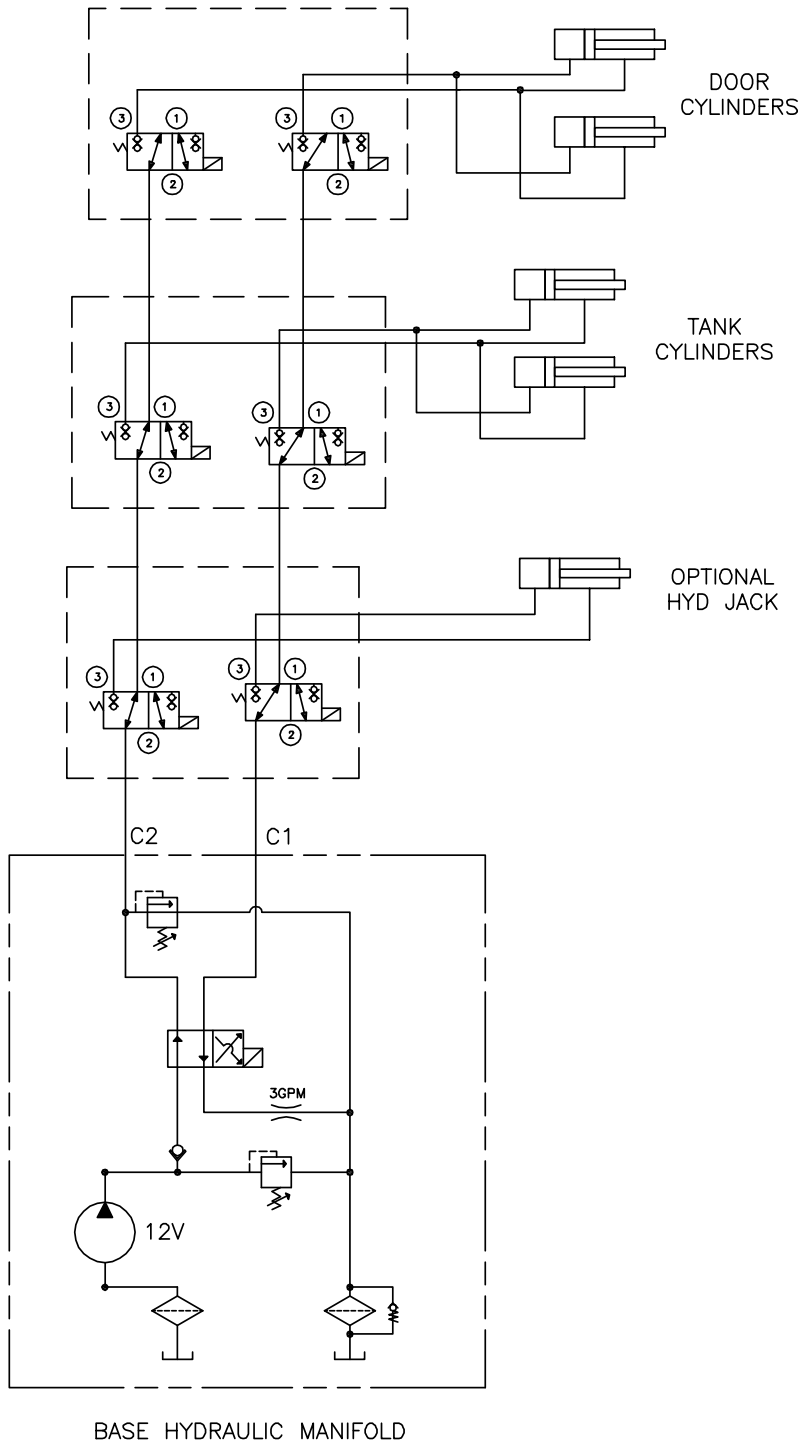 DOOR
CYLINDERS
3
1
2
3
1
2
TANK
CYLINDERS
3
1
2
3
1
2
OPTIONAL
HYD JACK
3
1
2
3
1
2
C2
C1
3GPM
12V
BASE HYDRAULIC MANIFOLD